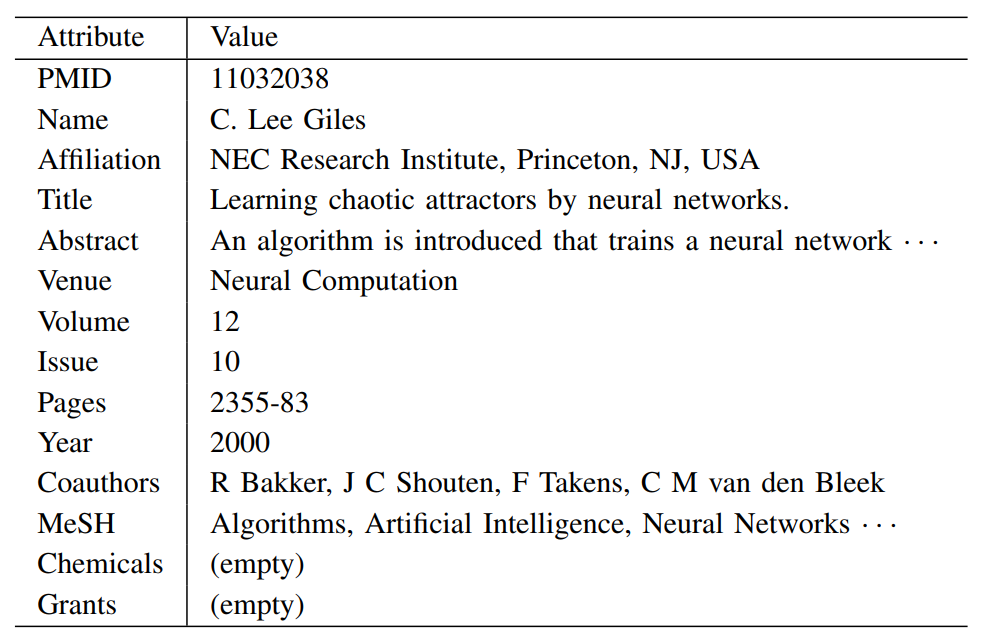 Attribute Value
PMID 11032038
Name C. Lee Giles
Affiliation NEC Research Institute, Princeton, NJ, USA
Title Learning chaotic attractors by neural networks.
Abstract An algorithm is introduced that trains a neural network · · ·
Venue Neural Computation
Volume 12
Issue 10
Pages 2355-83
Year 2000
Coauthors R Bakker, J C Shouten, F Takens, C M van den Bleek
MeSH Algorithms, Artificial Intelligence, Neural Networks · · ·
Chemicals (empty)
Grants (empty)